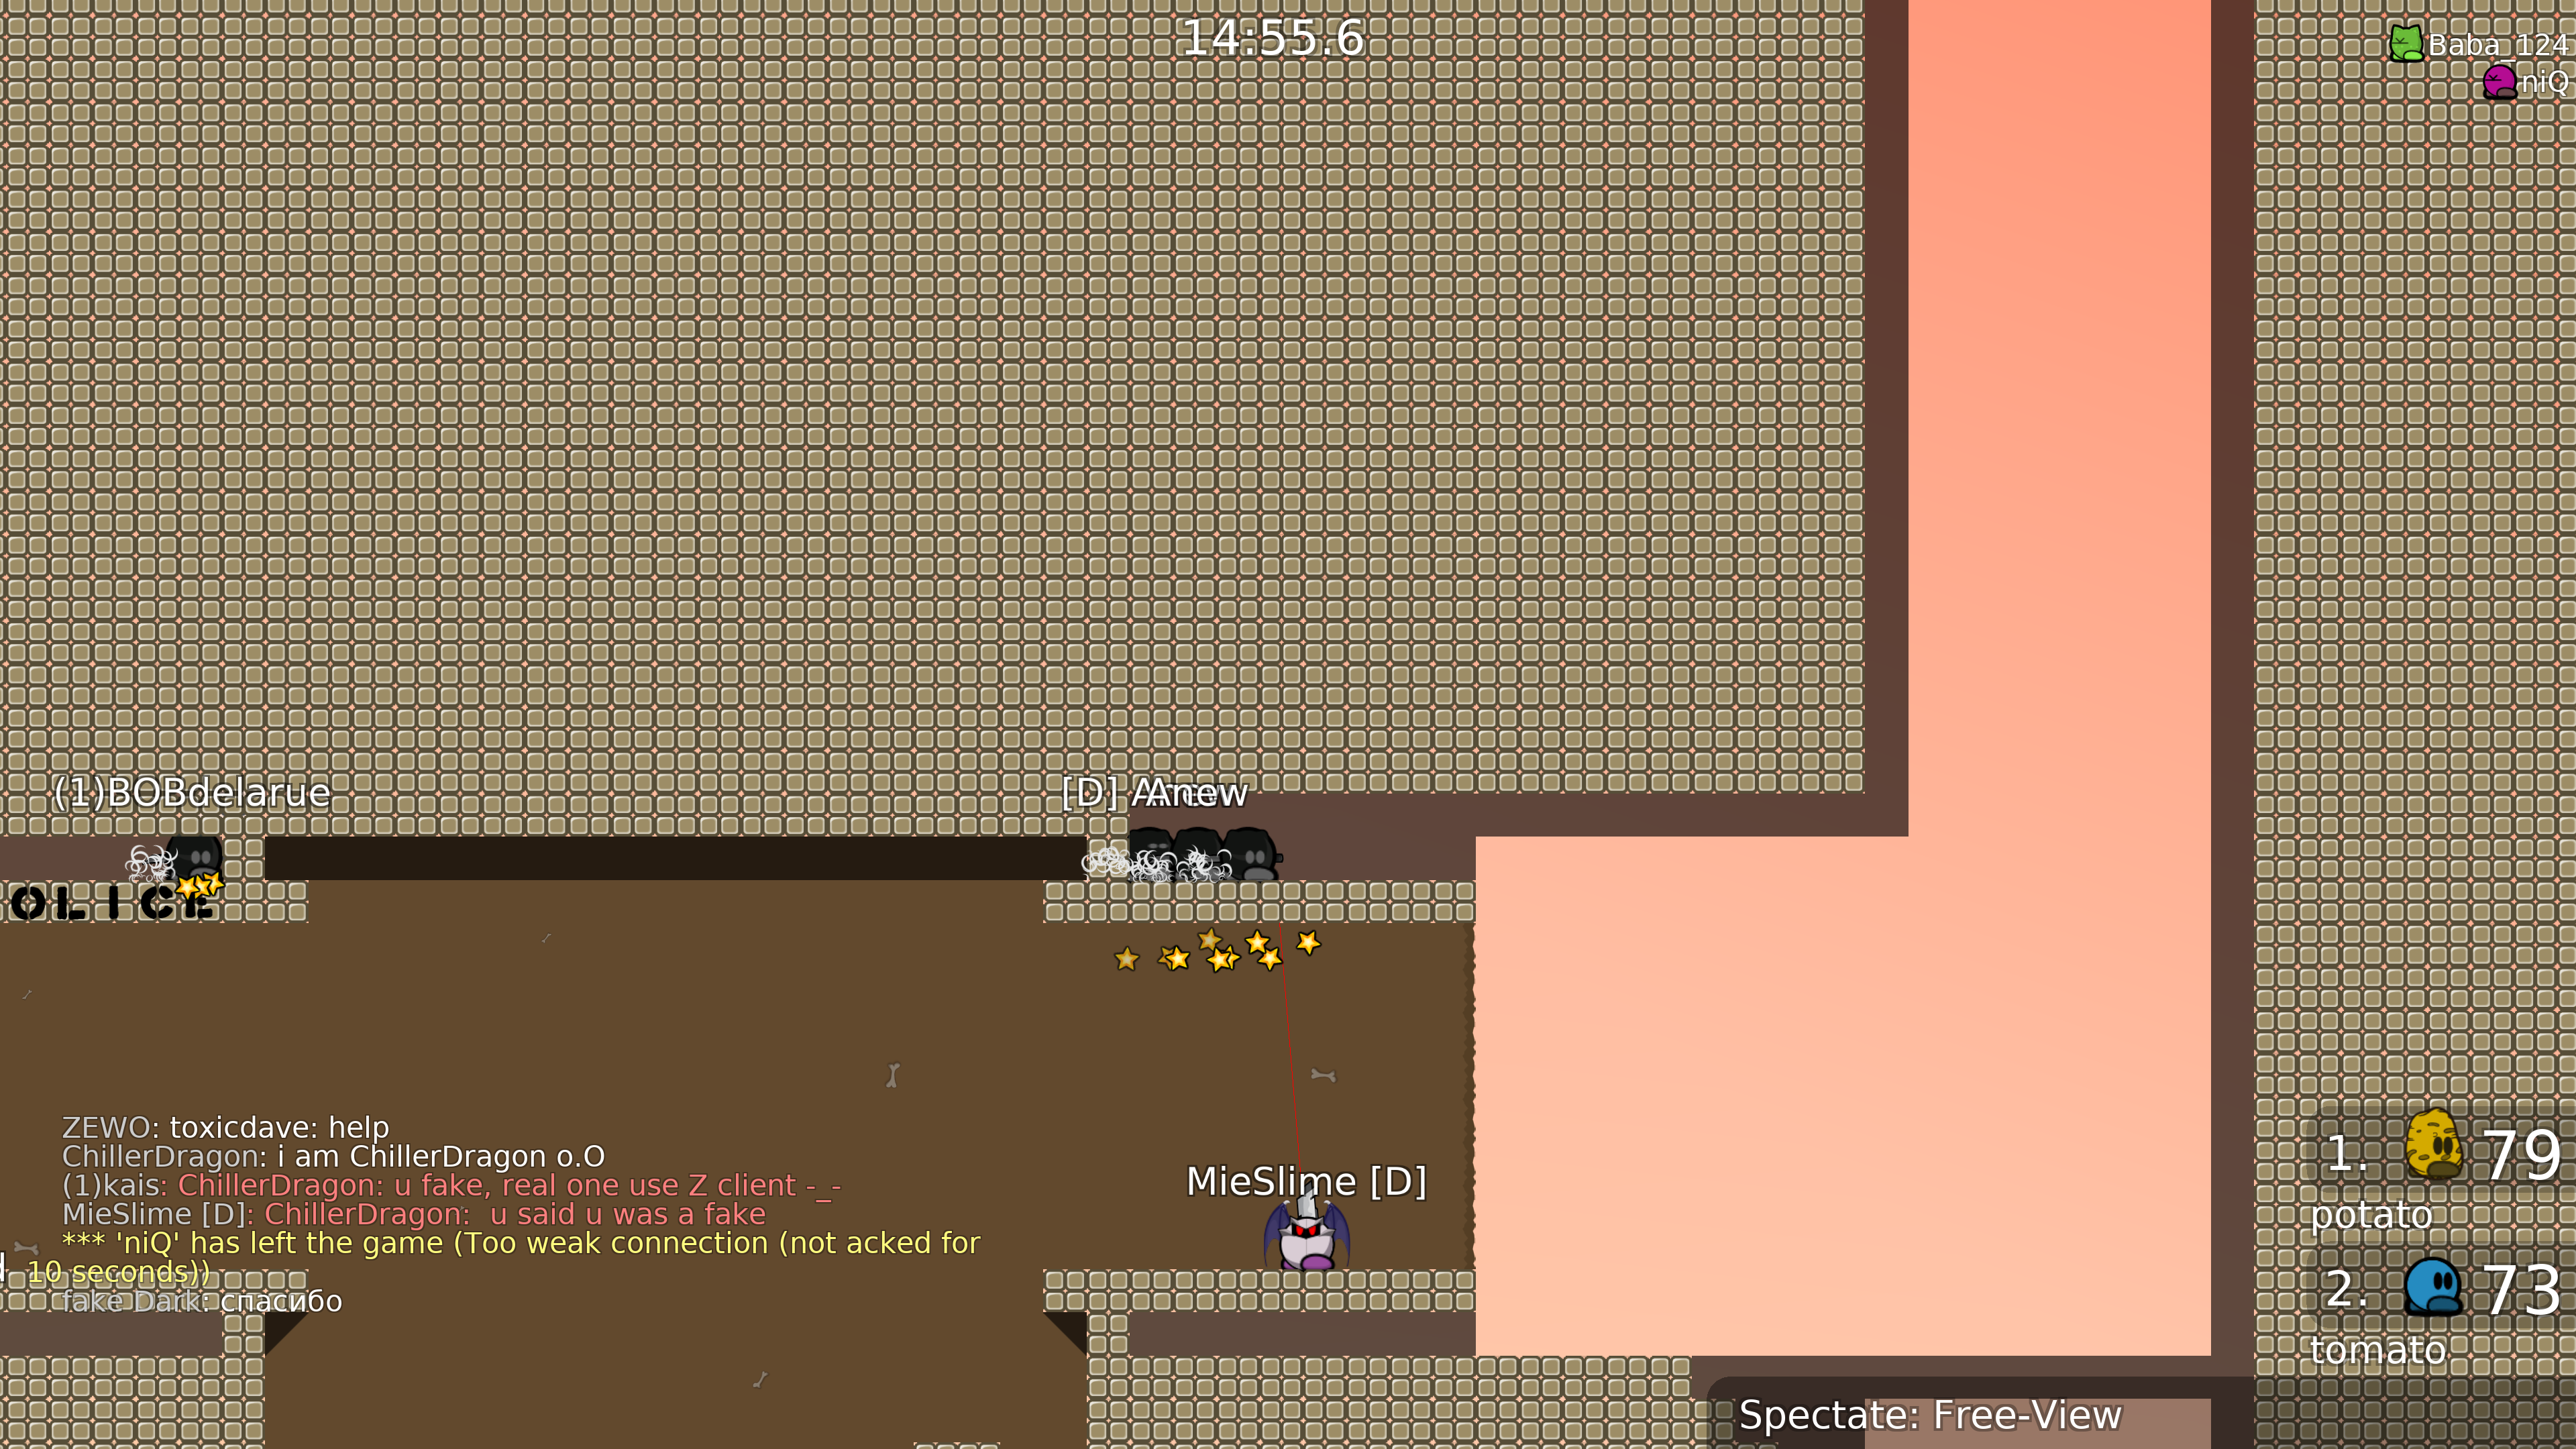 14:55.6
Baba_124
niQ
(1)BOBdelarue
[D] Anew
OLICE
ZEWO: toxicdave: help
ChillerDragon: i am ChillerDragon o.O
(1)kais: ChillerDragon: u fake, real one use Z client -_-
MieSlime [D]: ChillerDragon:  u said u was a fake
*** 'niQ' has left the game (Too weak connection (not acked for
10 seconds))
fake Dark: спасибо
MieSlime [D]
1. 79
potato
2. 73
tomato
Spectate: Free-View